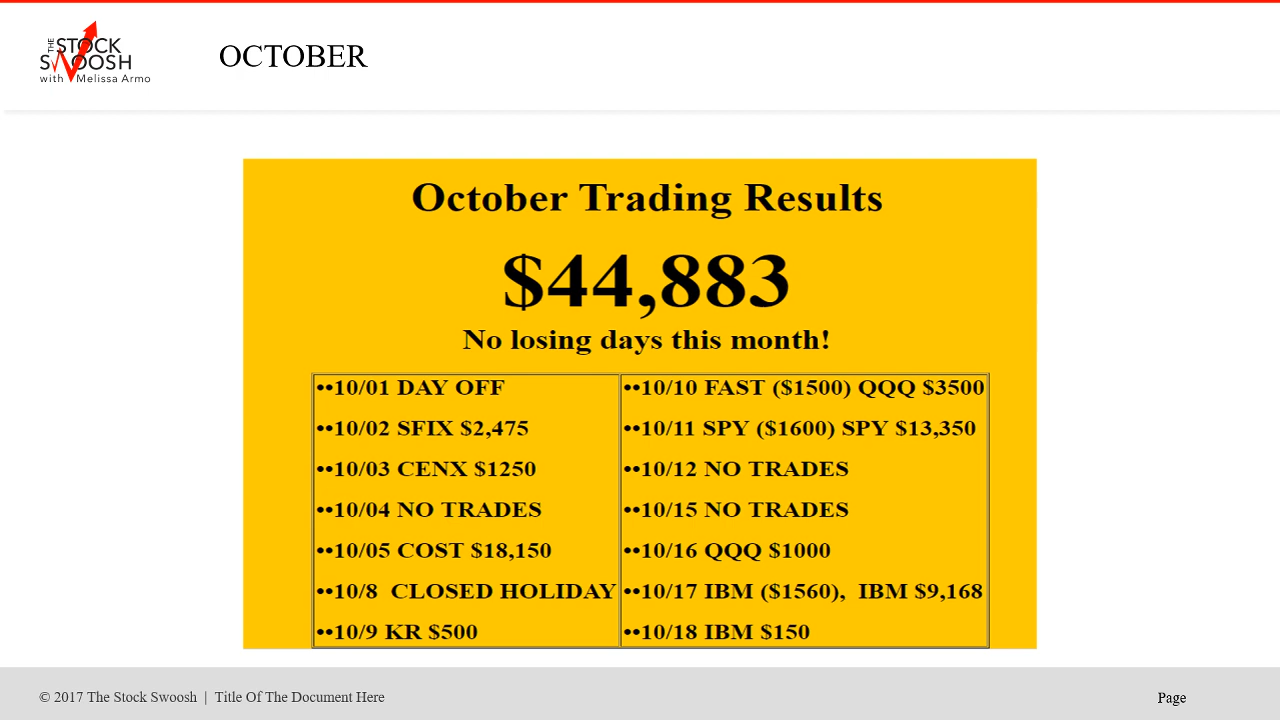 THE STOCK
SWOOSH
with Melissa Armo
OCTOBER
October Trading Results
$44,883
No losing days this month!
••10/01 DAY OFF
••10/02 SFIX $2,475
••10/03 CENX $1250
••10/04 NO TRADES
••10/05 COST $18,150
••10/8  CLOSED HOLIDAY
••10/9 KR $500
••10/10 FAST ($1500) QQQ $3500
••10/11 SPY ($1600) SPY $13,350
••10/12 NO TRADES
••10/15 NO TRADES
••10/16 QQQ $1000
••10/17 IBM ($1560),  IBM $9,168
••10/18 IBM $150
© 2017 The Stock Swoosh | Title Of The Document Here
Page